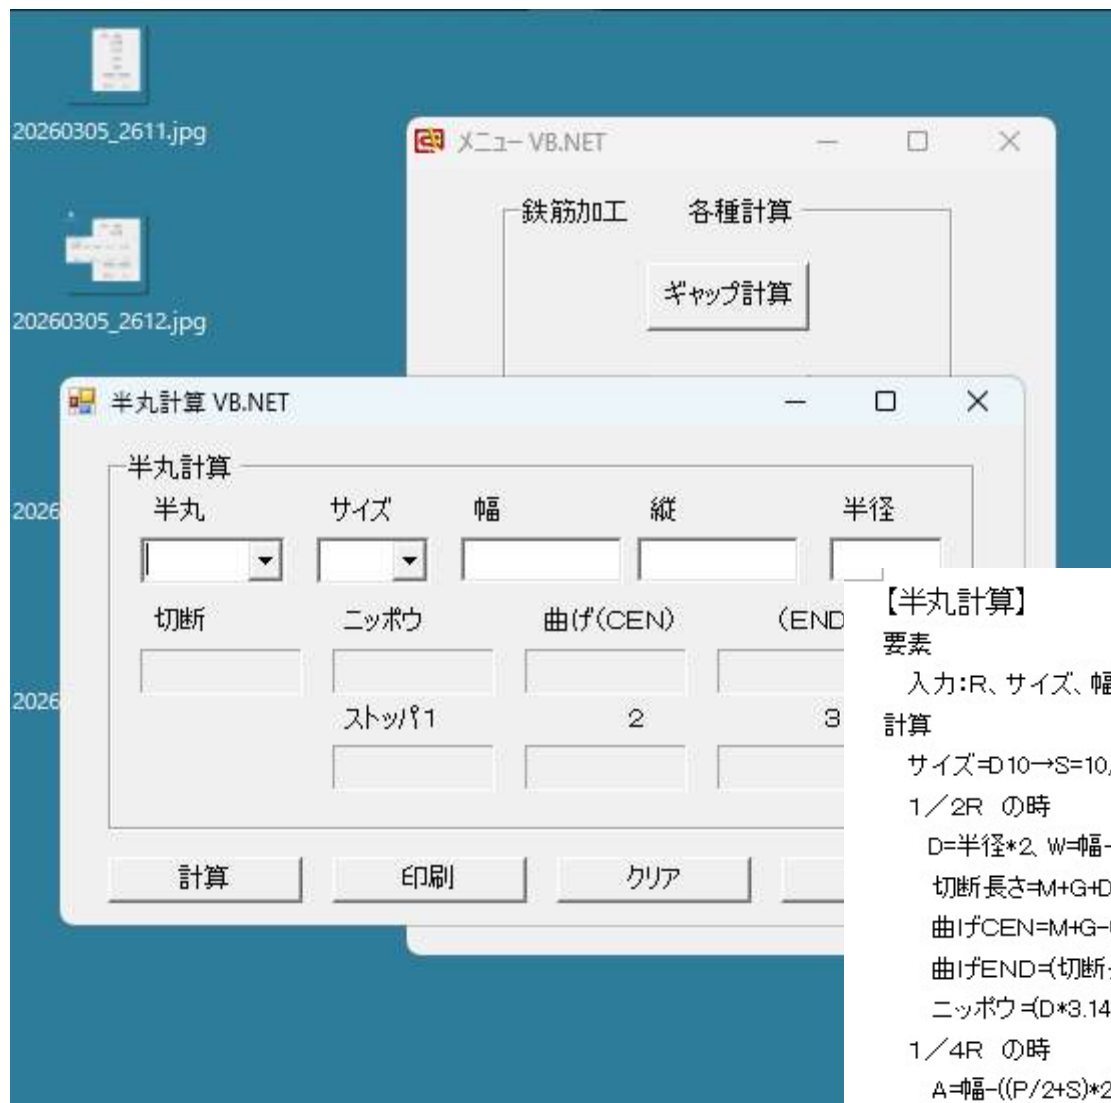 20260305_2611.jpg
メニュー VB.NET
鉄筋加工 各種計算
ギャップ計算
20260305_2612.jpg
半丸計算 VB.NET
半丸計算
半丸 サイズ 幅 縦 半径
2026
切断 ニッポウ 曲げ(CEN) (END
ストッパ1 2 3
2026
計算 印刷 クリア
【半丸計算】
要素
入力:R、サイズ、幅
計算
サイズ=D10→S=10,
1/2R の時
D=半径*2、W=幅-
切断長さ=M+G+D
曲げCEN=M+G-
曲げEND=(切断
ニッポウ=(D*3.14
1/4R の時
A=幅-((P/2+S)*2